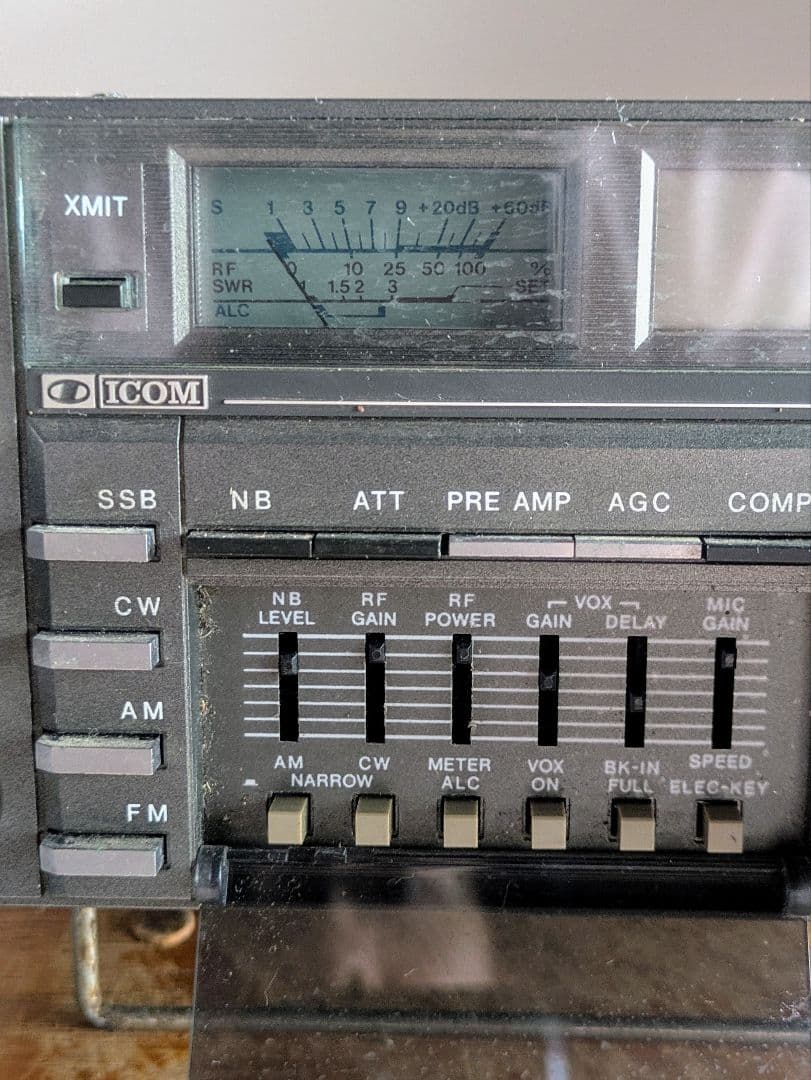 XMIT
S 1 3 5 7 9 +20dB +60dB
RF 0 10 25 50 100 %
SWR 1 1.5 2 3 SET
ALC
ICOM
SSB NB ATT PRE AMP AGC COMP
CW
AM
FM
NB LEVEL
RF GAIN
RF POWER
VOX
GAIN DELAY
MIC GAIN
AM CW
NARROW
METER ALC
VOX ON
BK-IN FULL
SPEED
ELEC-KEY